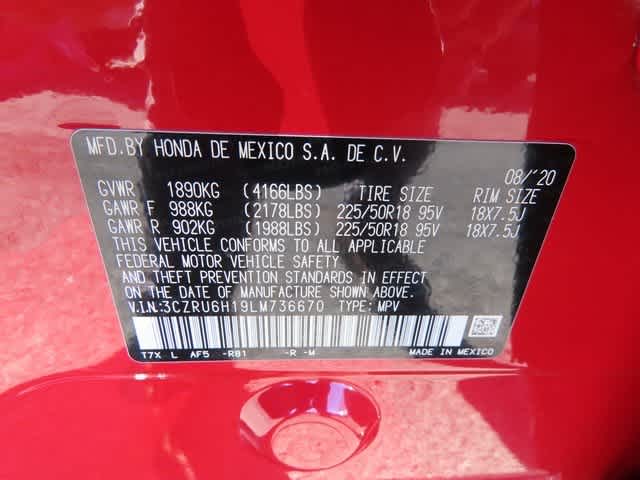 MFD.BY HONDA DE MEXICO S.A. DE C.V.
08/'20
GVWR 1890KG (4166LBS) TIRE SIZE RIM SIZE
GAWR F 988KG (2178LBS) 225/50R18 95V 18X7.5J
GAWR R 902KG (1988LBS) 225/50R18 95V 18X7.5J
THIS VEHICLE CONFORMS TO ALL APPLICABLE
FEDERAL MOTOR VEHICLE SAFETY
AND THEFT PREVENTION STANDARDS IN EFFECT
ON THE DATE OF MANUFACTURE SHOWN ABOVE.
V.I.N:3CZRU6H19LM736670 TYPE: MPV
T7X L AF5 -R81 -R -M MADE IN MEXICO